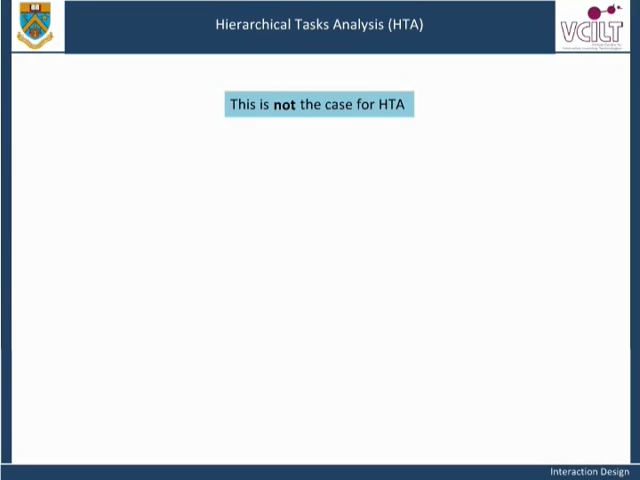 Hierarchical Tasks Analysis (HTA)
VCILT
This is not the case for HTA
Interaction Design